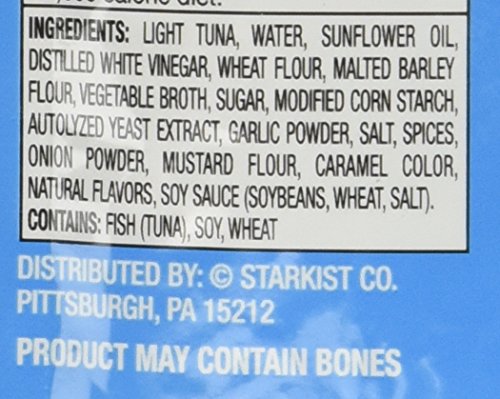 calorie diet.
INGREDIENTS: LIGHT TUNA, WATER, SUNFLOWER OIL,
DISTILLED WHITE VINEGAR, WHEAT FLOUR, MALTED BARLEY
FLOUR, VEGETABLE BROTH, SUGAR, MODIFIED CORN STARCH,
AUTOLYZED YEAST EXTRACT, GARLIC POWDER, SALT, SPICES,
ONION POWDER, MUSTARD FLOUR, CARAMEL COLOR,
NATURAL FLAVORS, SOY SAUCE (SOYBEANS, WHEAT, SALT).
CONTAINS: FISH (TUNA), SOY, WHEAT
DISTRIBUTED BY: © STARKIST CO.
PITTSBURGH, PA 15212
PRODUCT MAY CONTAIN BONES